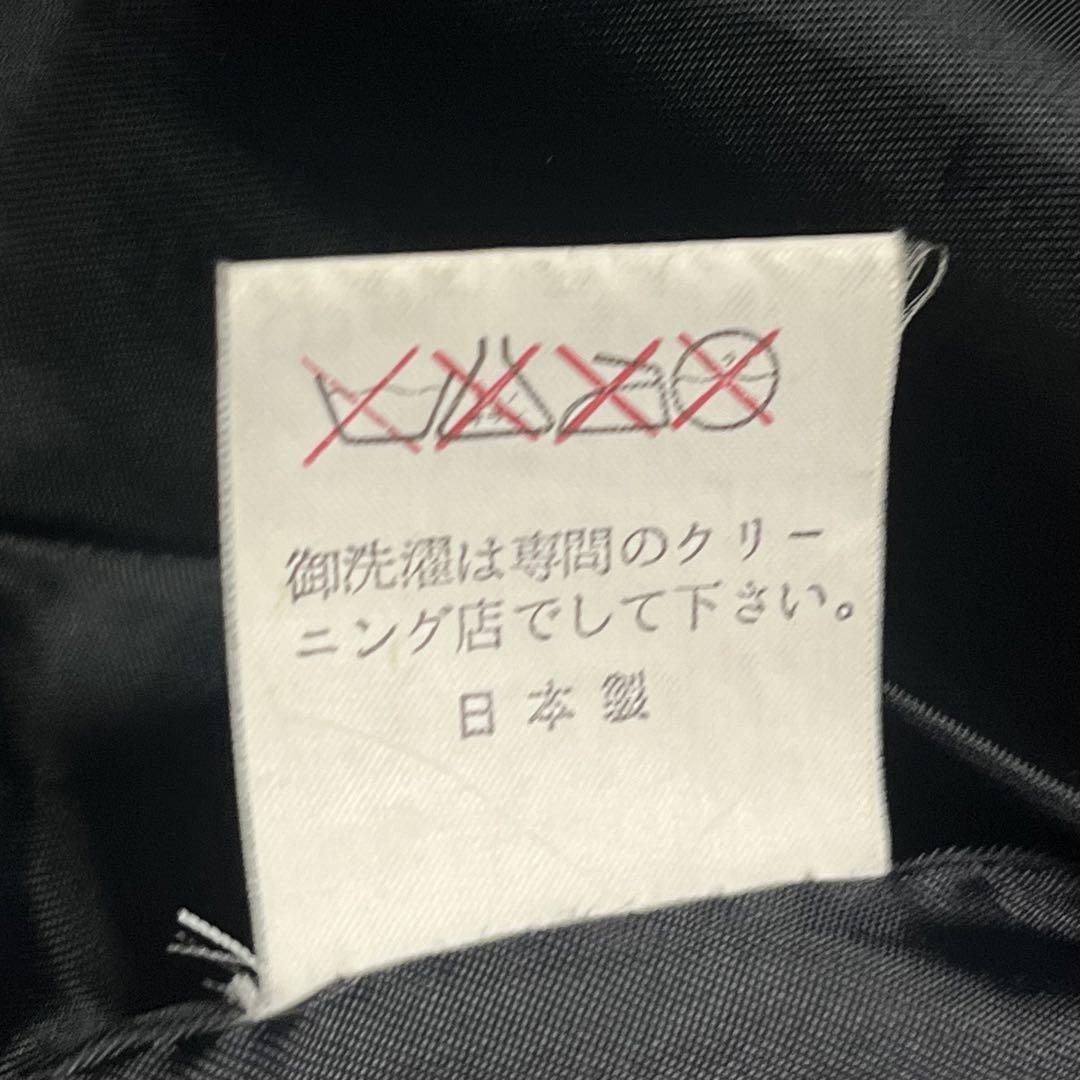 御洗濯は専問のクリー
ニング店でして下さい。
日本製